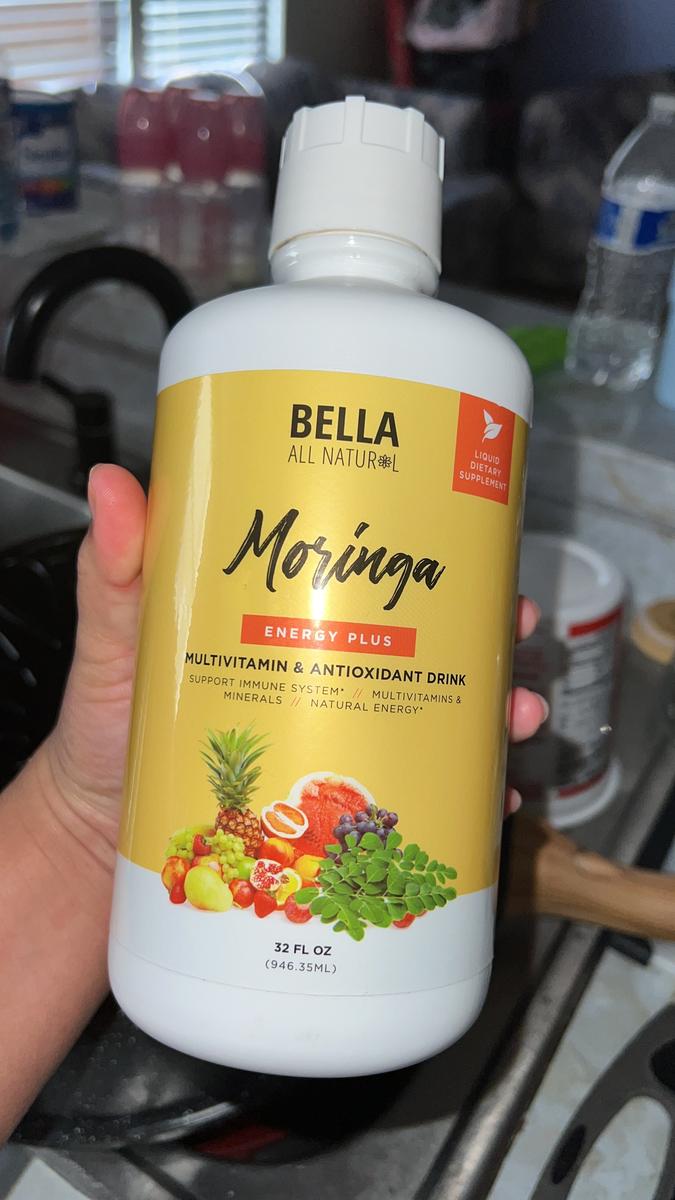 BELLA
ALL NATURAL
LIQUID
DIETARY
SUPPLEMENT
Moringa
ENERGY PLUS
MULTIVITAMIN & ANTIOXIDANT DRINK
SUPPORT IMMUNE SYSTEM* // MULTIVITAMINS &
MINERALS // NATURAL ENERGY*
32 FL OZ
(946.35ML)